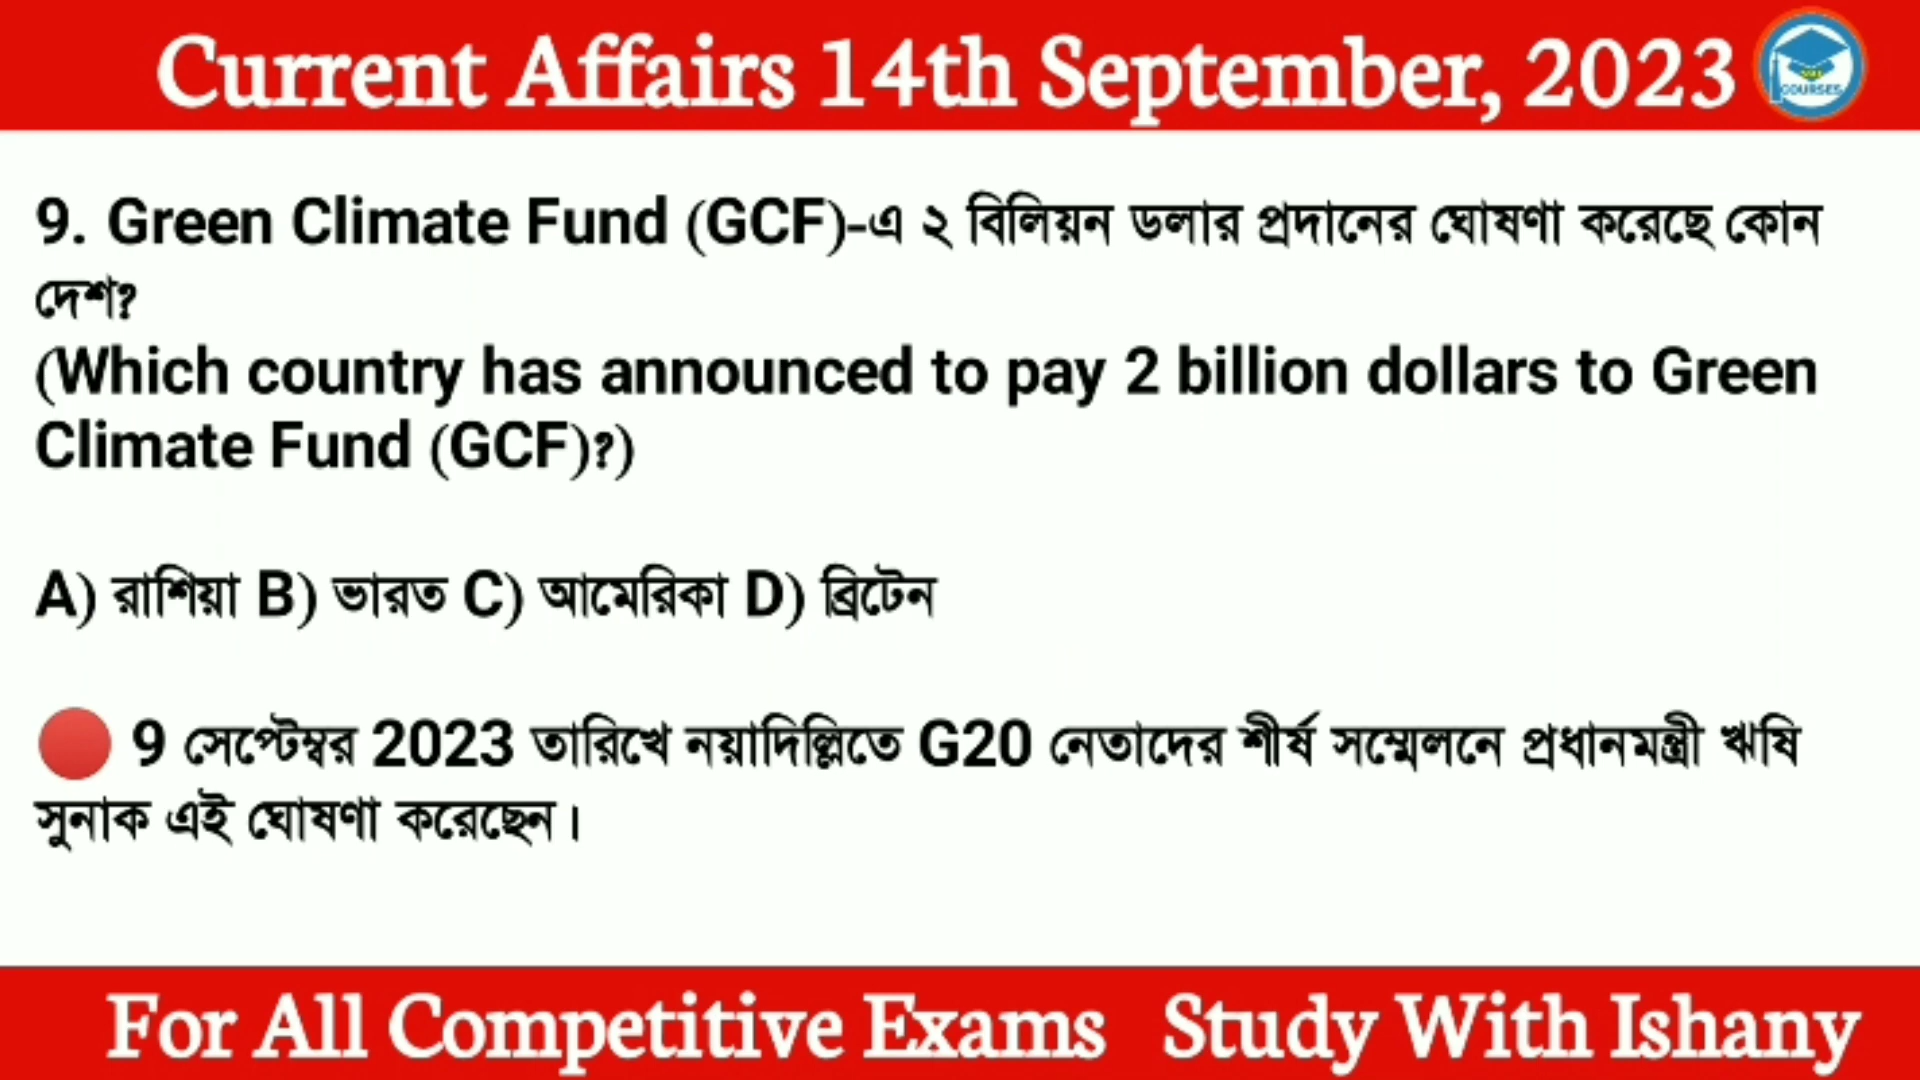 Current Affairs 14th September, 2023
COURSES
9. Green Climate Fund (GCF)-এ ২ বিলিয়ন ডলার প্রদানের ঘোষণা করেছে কোন
দেশ?
(Which country has announced to pay 2 billion dollars to Green
Climate Fund (GCF)?)
A) রাশিয়া B) ভারত C) আমেরিকা D) ব্রিটেন
9 সেপ্টেম্বর 2023 তারিখে নয়াদিল্লিতে G20 নেতাদের শীর্ষ সম্মেলনে প্রধানমন্ত্রী ঋষি
সুনাক এই ঘোষণা করেছেন।
For All Competitive Exams Study With Ishany